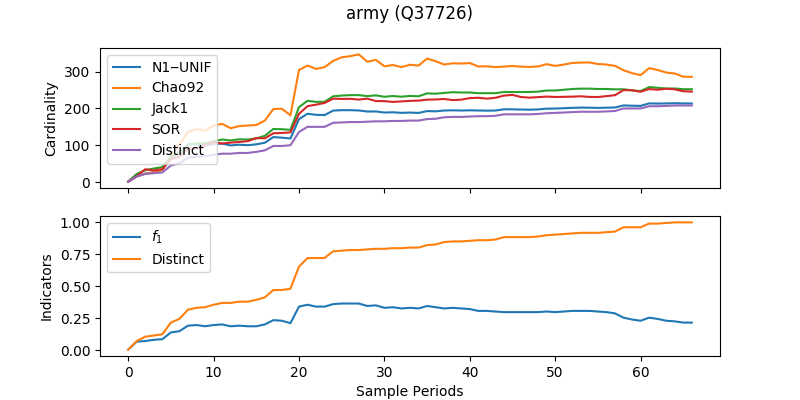 army (Q37726)
Cardinality
300
200
100
0
N1−UNIF
Chao92
Jack1
SOR
Distinct
Indicators
1.00
0.75
0.50
0.25
0.00
f1
Distinct
0 10 20 30 40 50 60
Sample Periods